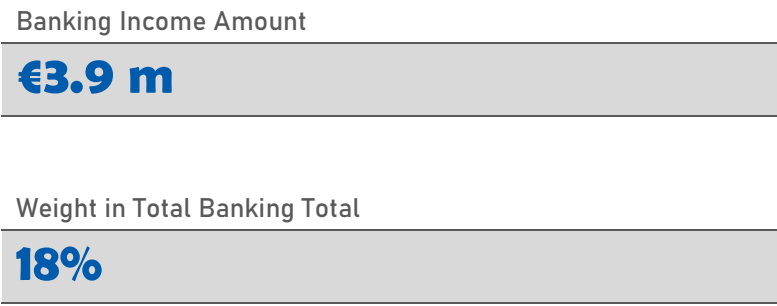 Banking Income Amount
€3.9 m
Weight in Total Banking Total
18%